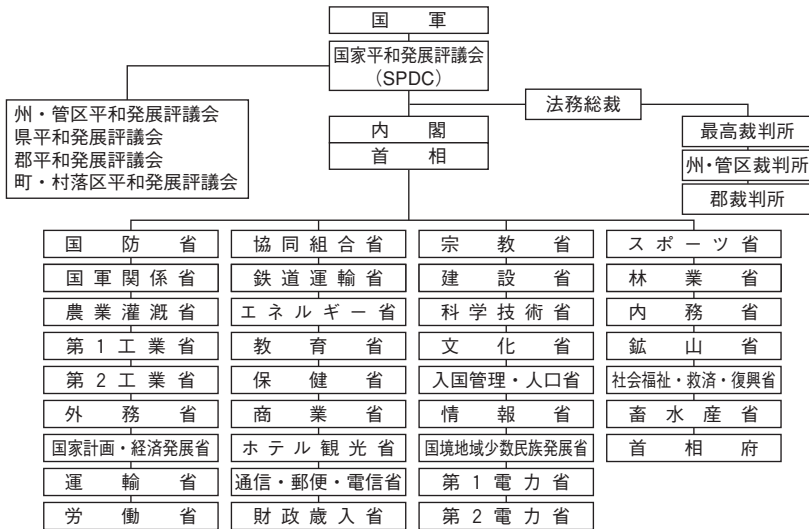 国軍
国家平和発展評議会
(SPDC)
法務総裁
州・管区平和発展評議会
県平和発展評議会
郡平和発展評議会
町・村落区平和発展評議会
内閣
首相
最高裁判所
州・管区裁判所
郡裁判所
国防省
国軍関係省
農業灌漑省
第1工業省
第2工業省
外務省
国家計画・経済発展省
運輸省
労働省
協同組合省
鉄道運輸省
エネルギー省
教育省
保健省
商業省
ホテル観光省
通信・郵便・電信省
財政歳入省
宗教省
建設省
科学技術省
文化省
入国管理・人口省
情報省
国境地域少数民族発展省
第1電力省
第2電力省
スポーツ省
林業省
内務省
鉱山省
社会福祉・救済・復興省
畜水産省
首相府